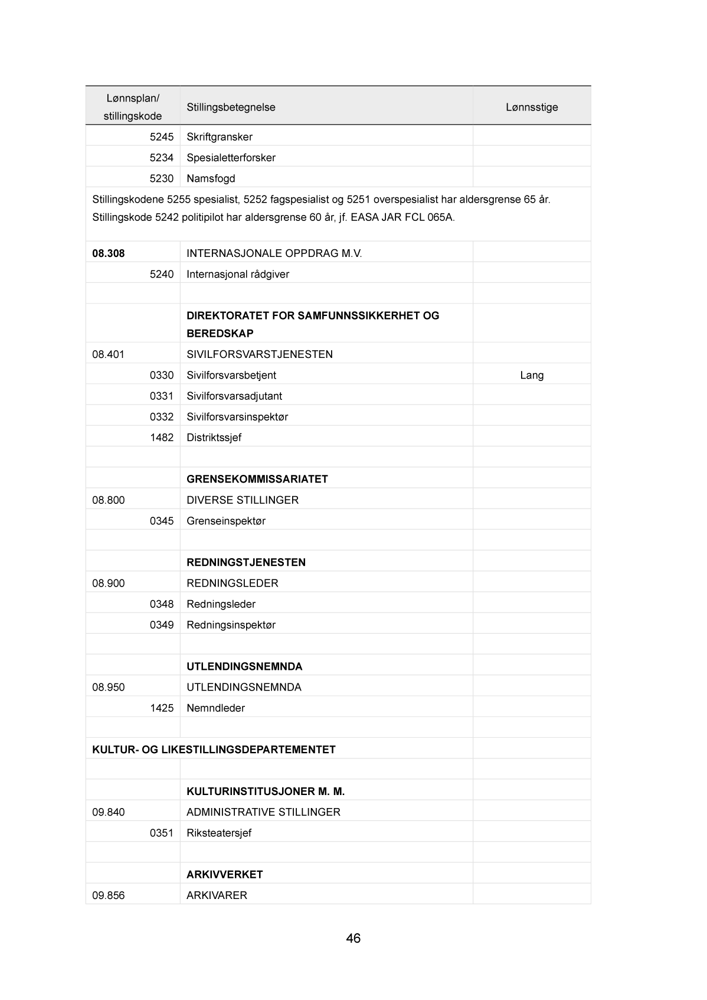 Lønnsplan/
stillingskode
Stillingsbetegnelse
Lønnsstige
5245 Skriftgransker
5234 Spesialetterforsker
5230 Namsfogd
Stillingskodene 5255 spesialist, 5252 fagspesialist og 5251 overspesialist har aldersgrense 65 år.
Stillingskode 5242 politipilot har aldersgrense 60 år, jf. EASA JAR FCL 065A.
08.308 INTERNASJONALE OPPDRAG M.V.
5240 Internasjonal rådgiver
DIREKTORATET FOR SAMFUNNSSIKKERHET OG
BEREDSKAP
08.401 SIVILFORSVARSTJENESTEN
0330 Sivilforsvarsbetjent Lang
0331 Sivilforsvarsadjutant
0332 Sivilforsvarsinspektør
1482 Distriktssjef
GRENSEKOMMISSARIATET
08.800 DIVERSE STILLINGER
0345 Grenseinspektør
REDNINGSTJENESTEN
08.900 REDNINGSLEDER
0348 Redningsleder
0349 Redningsinspektør
UTLENDINGSNEMNDA
08.950 UTLENDINGSNEMNDA
1425 Nemndleder
KULTUR- OG LIKESTILLINGSDEPARTEMENTET
KULTURINSTITUSJONER M. M.
09.840 ADMINISTRATIVE STILLINGER
0351 Riksteatersjef
ARKIVVERKET
09.856 ARKIVARER
46